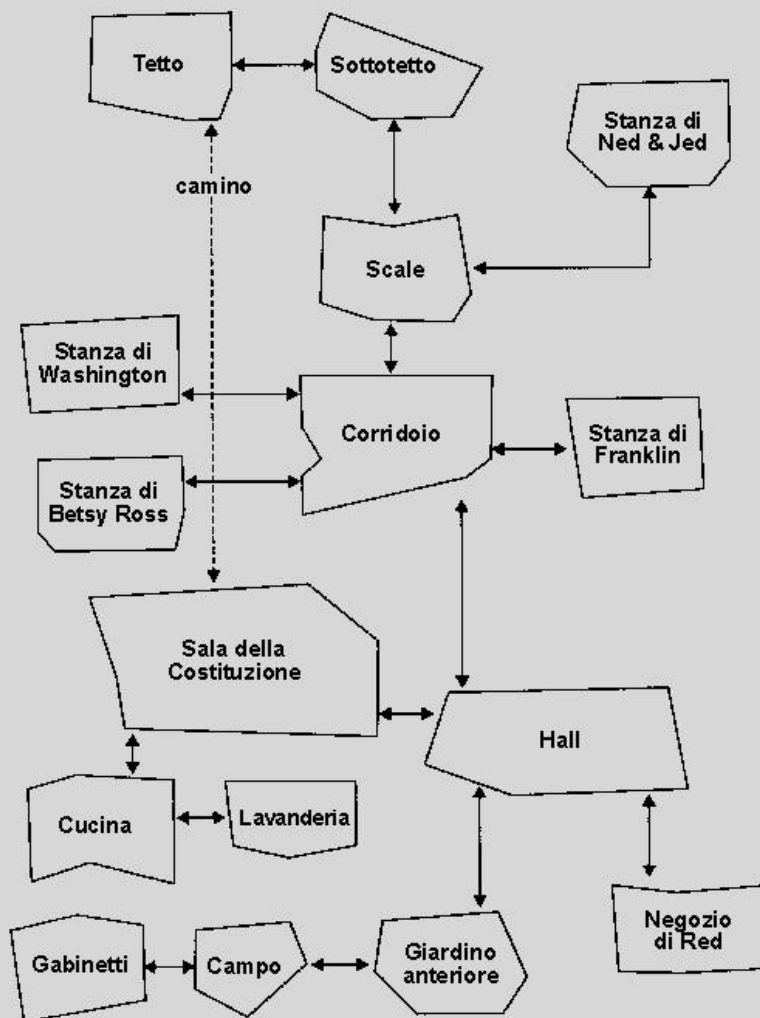 Tetto
Sottotetto
Stanza di
Ned & Jed
camino
Scale
Stanza di
Washington
Corridoio
Stanza di
Franklin
Stanza di
Betsy Ross
Sala della
Costituzione
Hall
Cucina
Lavanderia
Negozio
di Red
Gabinetti
Campo
Giardino
anteriore